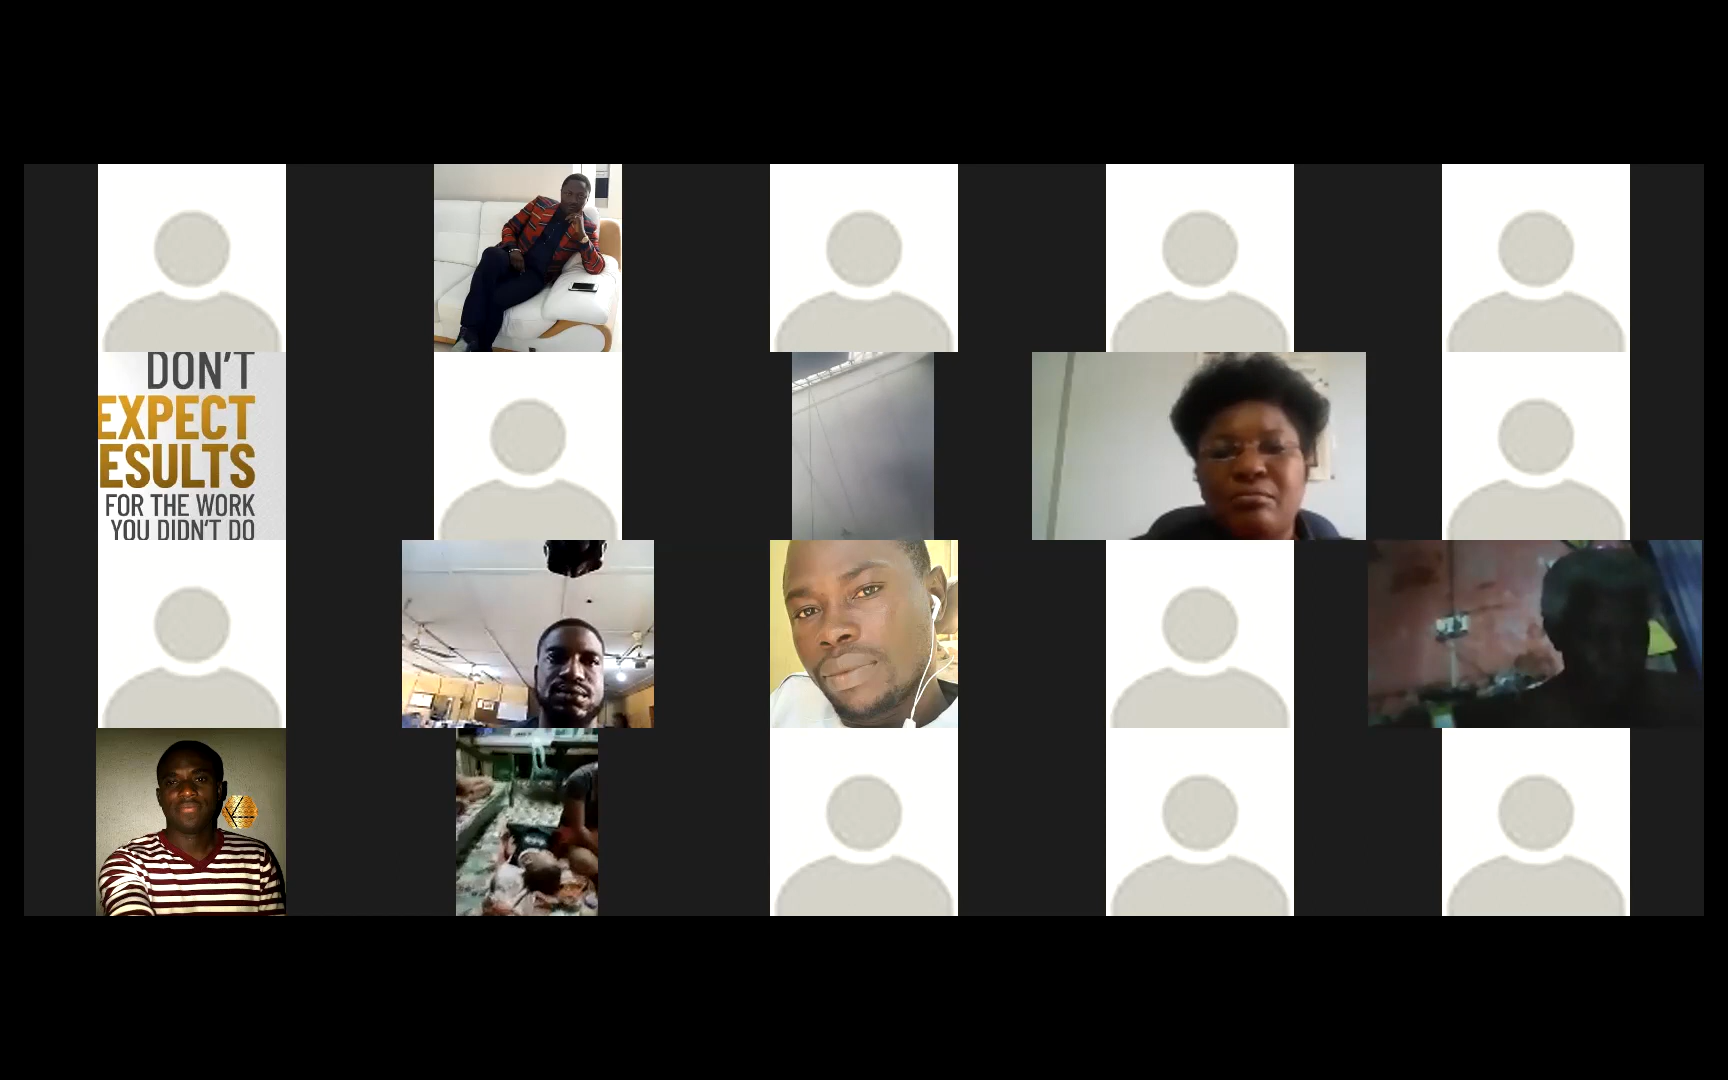 DON'T
EXPECT
ESULTS
FOR THE WORK
YOU DIDN'T DO